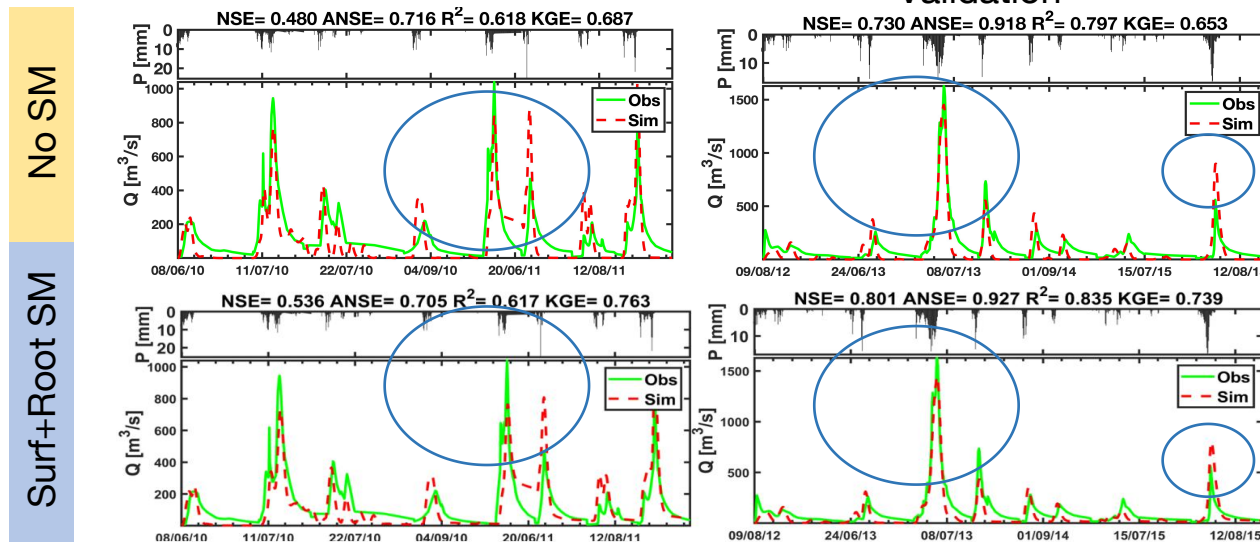 Validation
No SM
NSE= 0.480 ANSE= 0.716 R²= 0.618 KGE= 0.687
0
10
20
P [mm]
1000
800
600
400
200
Q [m³/s]
Obs
Sim
08/06/10 11/07/10 22/07/10 04/09/10 20/06/11 12/08/11
NSE= 0.730 ANSE= 0.918 R²= 0.797 KGE= 0.653
0
10
P [mm]
1500
1000
500
Q [m³/s]
Obs
Sim
09/08/12 24/06/13 08/07/13 01/09/14 15/07/15 12/08/1
Surf+Root SM
NSE= 0.536 ANSE= 0.705 R²= 0.617 KGE= 0.763
0
10
20
P [mm]
1000
800
600
400
200
Q [m³/s]
Obs
Sim
08/06/10 11/07/10 22/07/10 04/09/10 20/06/11 12/08/11
NSE= 0.801 ANSE= 0.927 R²= 0.835 KGE= 0.739
0
10
P [mm]
1500
1000
500
Q [m³/s]
Obs
Sim
09/08/12 24/06/13 08/07/13 01/09/14 15/07/15 12/08/1